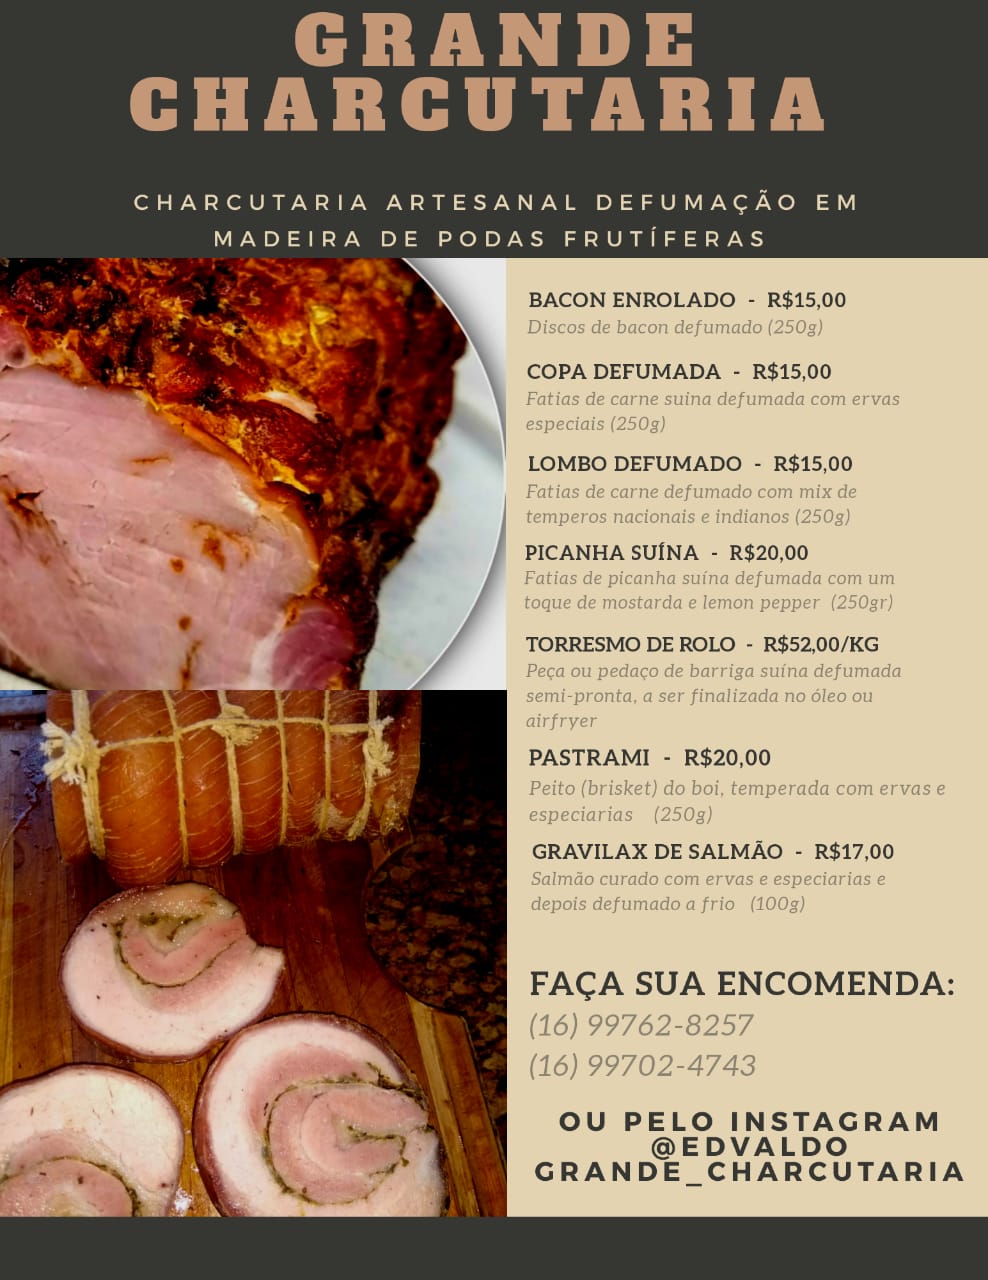 GRANDE
CHARCUTARIA
CHARCUTARIA ARTESANAL DEFUMAÇÃO EM
MADEIRA DE PODAS FRUTÍFERAS
BACON ENROLADO - R$15,00
Discos de bacon defumado (250g)
COPA DEFUMADA - R$15,00
Fatias de carne suina defumada com ervas
especiais (250g)
LOMBO DEFUMADO - R$15,00
Fatias de carne defumado com mix de
temperos nacionais e indianos (250g)
PICANHA SUÍNA - R$20,00
Fatias de picanha suína defumada com um
toque de mostarda e lemon pepper (250gr)
TORRESMO DE ROLO - R$52,00/KG
Peça ou pedaço de barriga suína defumada
semi-pronta, a ser finalizada no óleo ou
airfryer
PASTRAMI - R$20,00
Peito (brisket) do boi, temperada com ervas e
especiarias (250g)
GRAVILAX DE SALMÃO - R$17,00
Salmão curado com ervas e especiarias e
depois defumado a frio (100g)
FAÇA SUA ENCOMENDA:
(16) 99762-8257
(16) 99702-4743
OU PELO INSTAGRAM
@EDVALDO
GRANDE_CHARCUTARIA